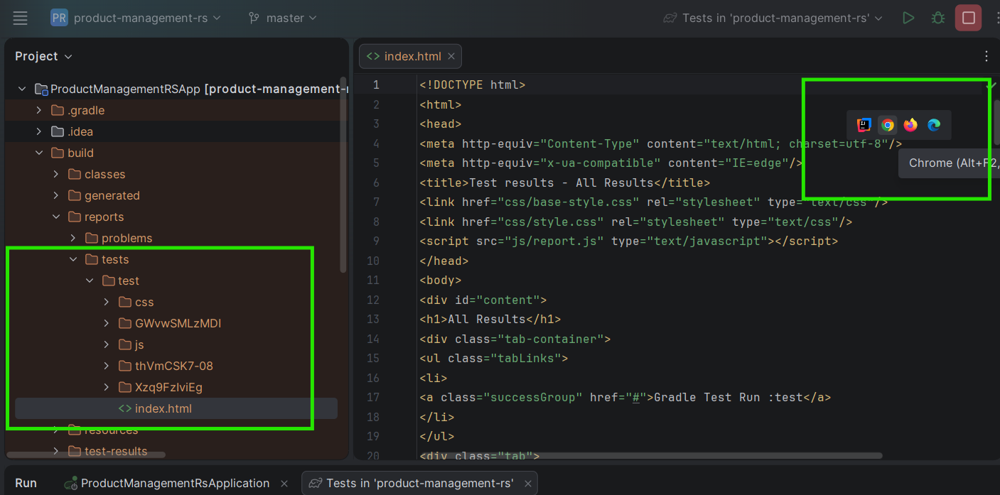 PR product-management-rs master Tests in 'product-management-rs'
Project
ProductManagementRSApp [product-management-r
.gradle
.idea
build
classes
generated
reports
problems
tests
test
css
GWvwSMLzMDI
js
thVmCSK7-08
Xzq9FzIviEg
index.html
resources
test-results
index.html
1 <!DOCTYPE html>
2 <html>
3 <head>
4 <meta http-equiv="Content-Type" content="text/html; charset=utf-8"/>
5 <meta http-equiv="x-ua-compatible" content="IE=edge"/>
6 <title>Test results - All Results</title>
7 <link href="css/base-style.css" rel="stylesheet" type="text/css"/>
8 <link href="css/style.css" rel="stylesheet" type="text/css"/>
9 <script src="js/report.js" type="text/javascript"></script>
10 </head>
11 <body>
12 <div id="content">
13 <h1>All Results</h1>
14 <div class="tab-container">
15 <ul class="tabLinks">
16 <li>
17 <a class="successGroup" href="#">Gradle Test Run :test</a>
18 </li>
19 </ul>
20 <div class="tab">
Chrome (Alt+F2,
Run ProductManagementRsApplication Tests in 'product-management-rs'